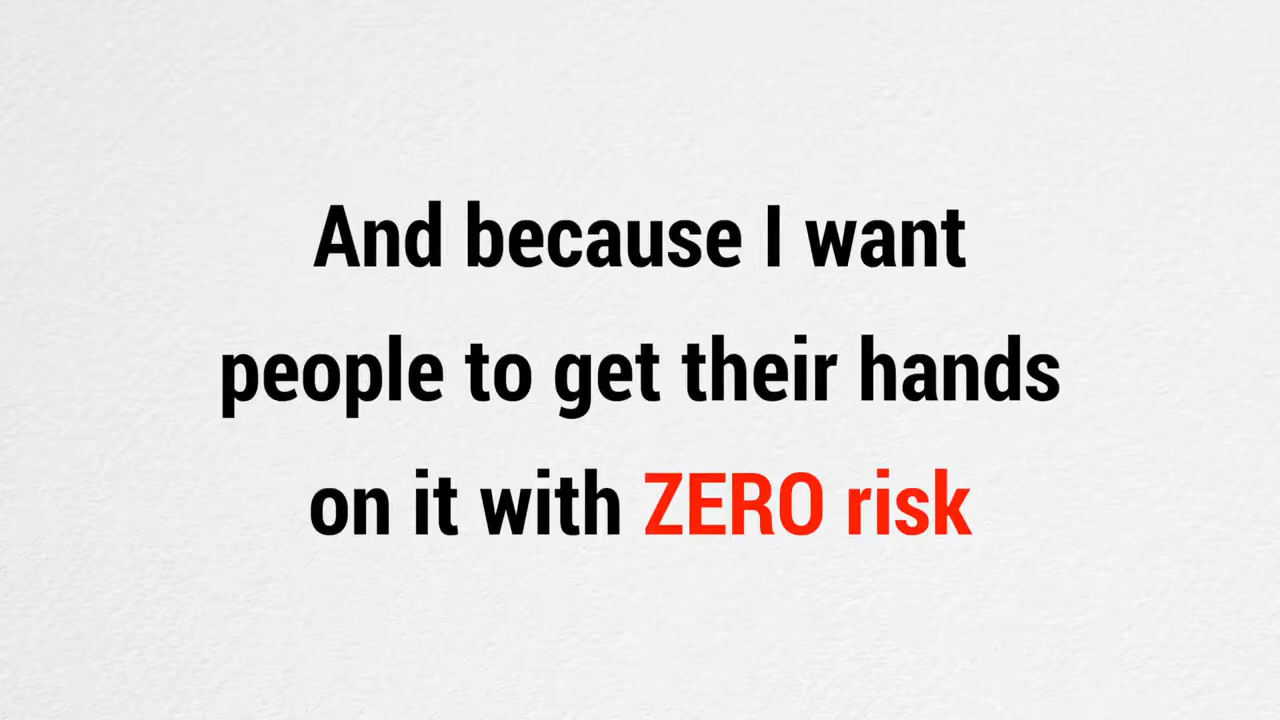 And because I want
people to get their hands
on it with ZERO risk